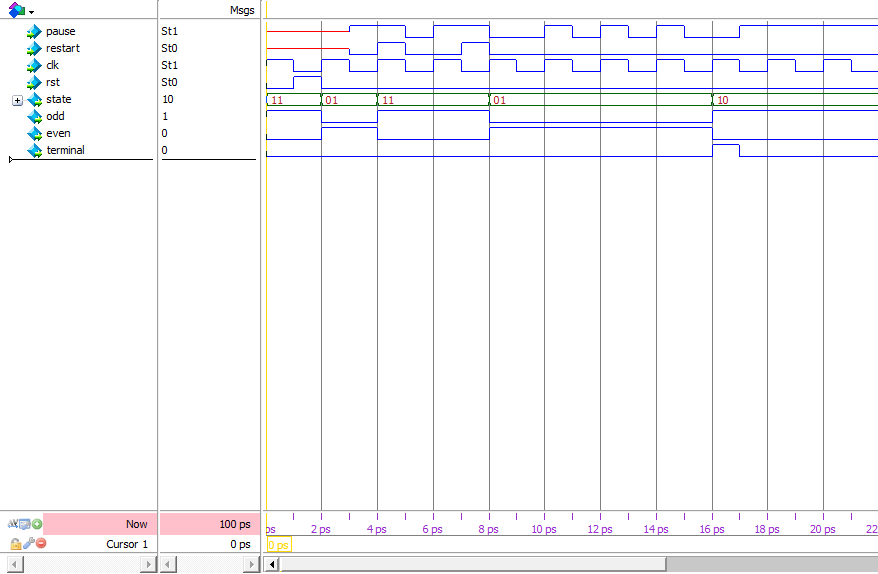 Msgs
pause St1
restart St0
clk St1
rst St0
state 10 11 01 11 01 10
odd 1
even 0
terminal 0
Now 100 ps ps 2 ps 4 ps 6 ps 8 ps 10 ps 12 ps 14 ps 16 ps 18 ps 20 ps 22
Cursor 1 0 ps 0 ps